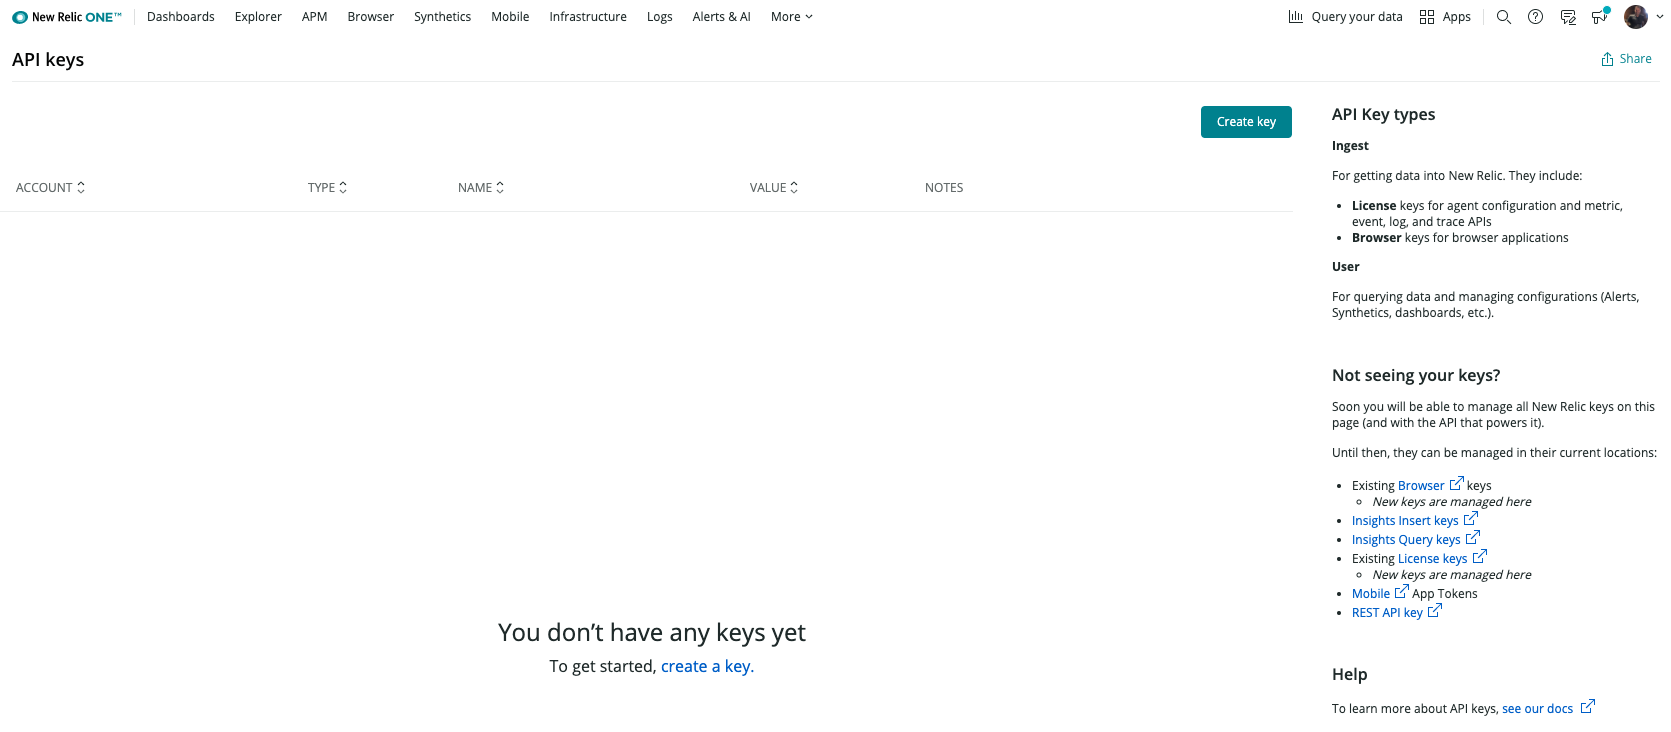 New Relic ONE™
Dashboards Explorer APM Browser Synthetics Mobile Infrastructure Logs Alerts & AI More
Query your data Apps
API keys
Share
Create key
ACCOUNT TYPE NAME VALUE NOTES
You don’t have any keys yet
To get started, create a key.
API Key types
Ingest
For getting data into New Relic. They include:
• License keys for agent configuration and metric,
event, log, and trace APIs
• Browser keys for browser applications
User
For querying data and managing configurations (Alerts,
Synthetics, dashboards, etc.).
Not seeing your keys?
Soon you will be able to manage all New Relic keys on this
page (and with the API that powers it).
Until then, they can be managed in their current locations:
• Existing Browser keys
◦ New keys are managed here
• Insights Insert keys
• Insights Query keys
• Existing License keys
◦ New keys are managed here
• Mobile App Tokens
• REST API key
Help
To learn more about API keys, see our docs